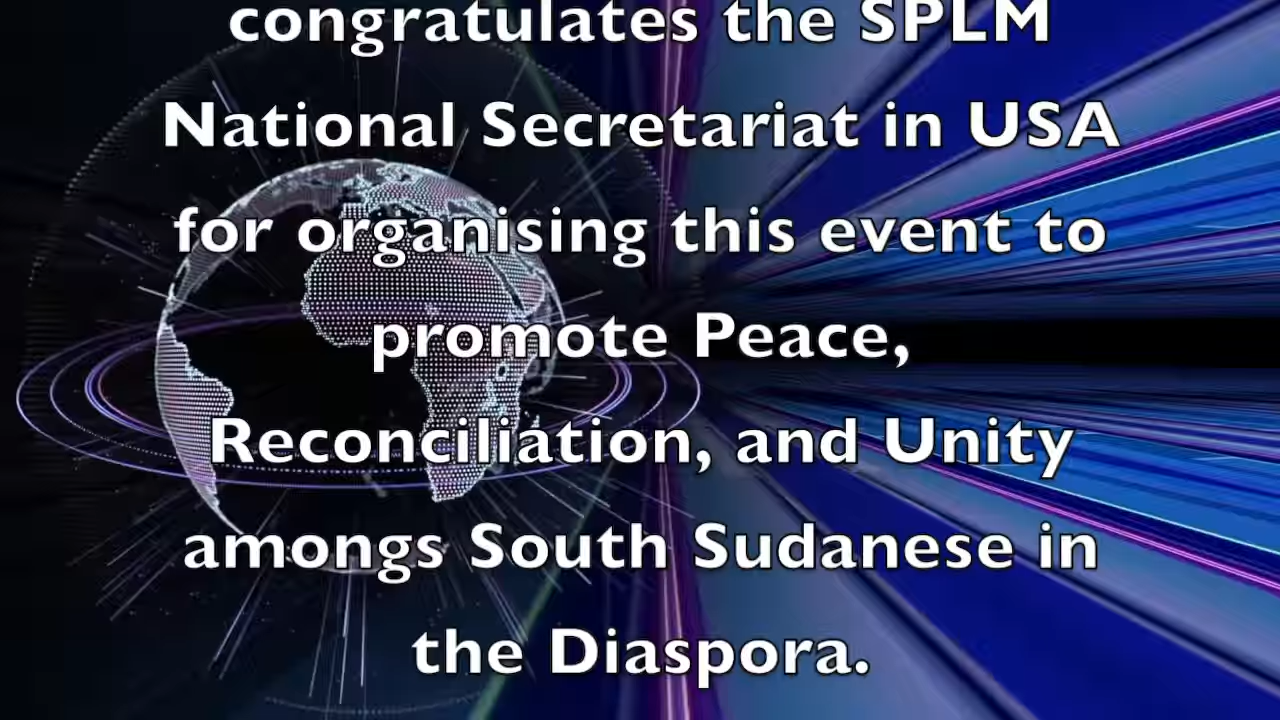 congratulates the SPLM
National Secretariat in USA
for organising this event to
promote Peace,
Reconciliation, and Unity
amongs South Sudanese in
the Diaspora.